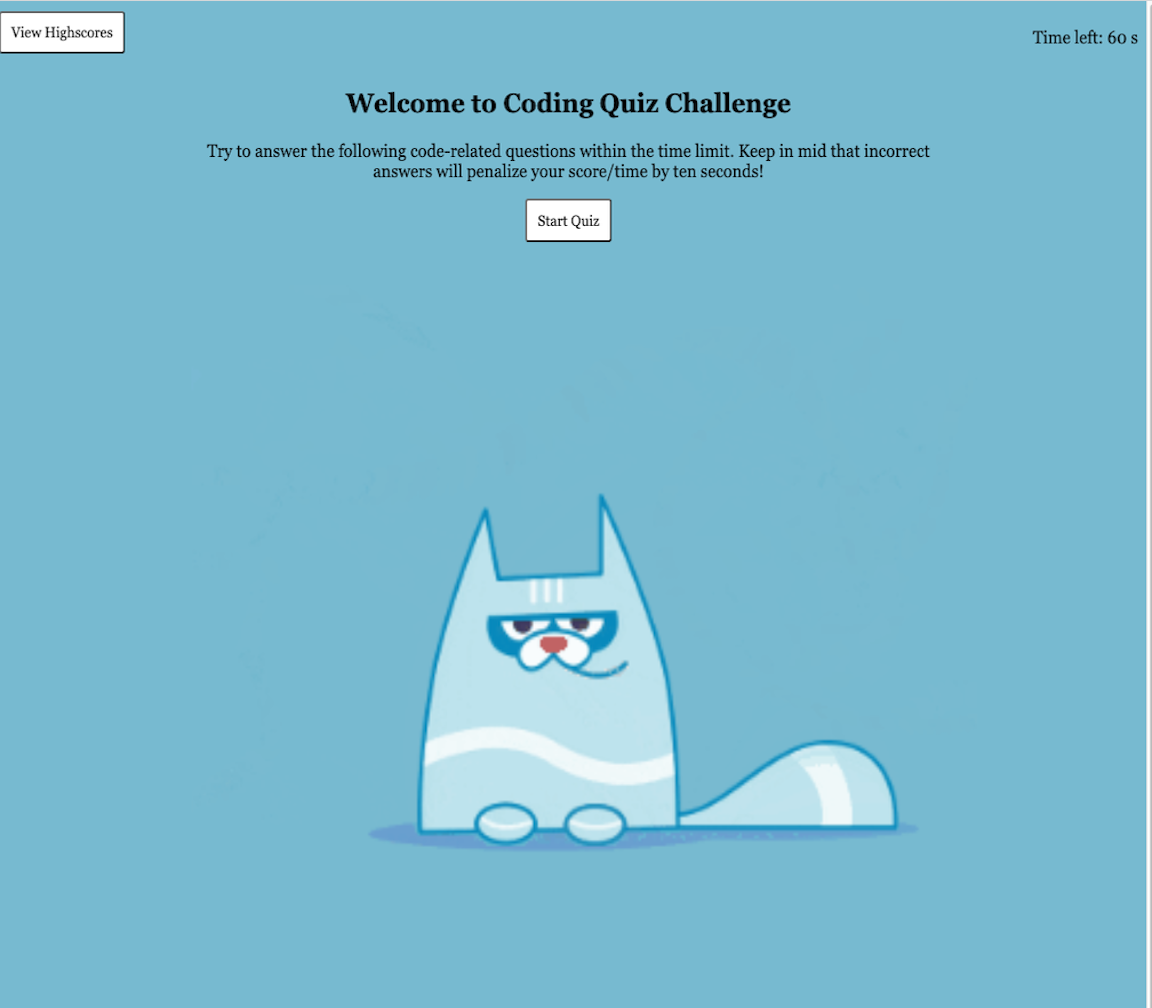 View Highscores
Time left: 60 s
Welcome to Coding Quiz Challenge
Try to answer the following code-related questions within the time limit. Keep in mid that incorrect
answers will penalize your score/time by ten seconds!
Start Quiz